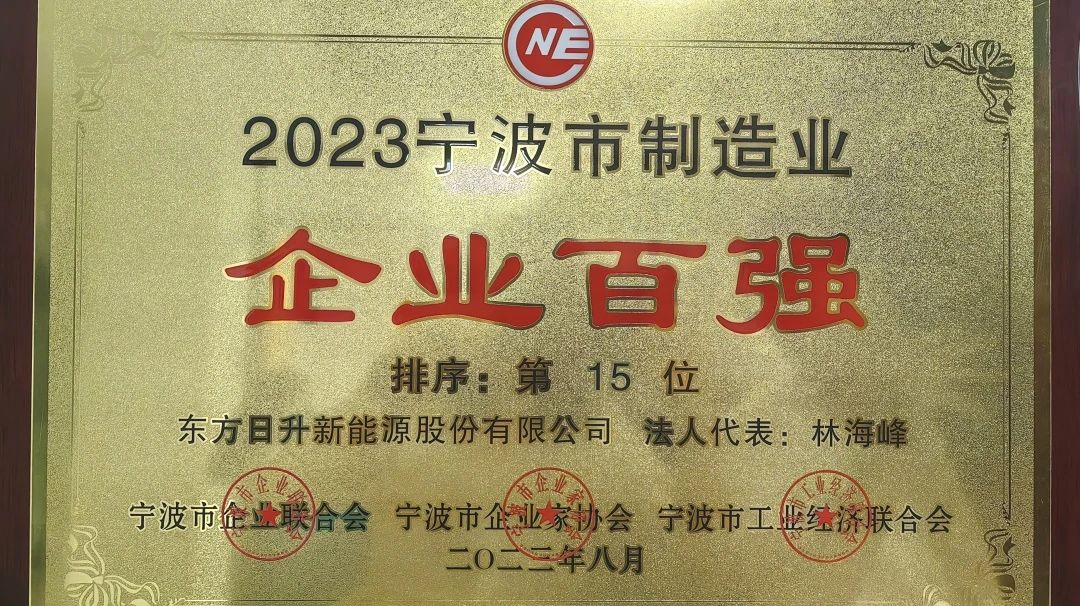 CNE
2023宁波市制造业
企业百强
排序：第 15 位
东方日升新能源股份有限公司 法人代表：林海峰
宁波市企业联合会 宁波市企业家协会 宁波市工业经济联合会
二〇二三年八月